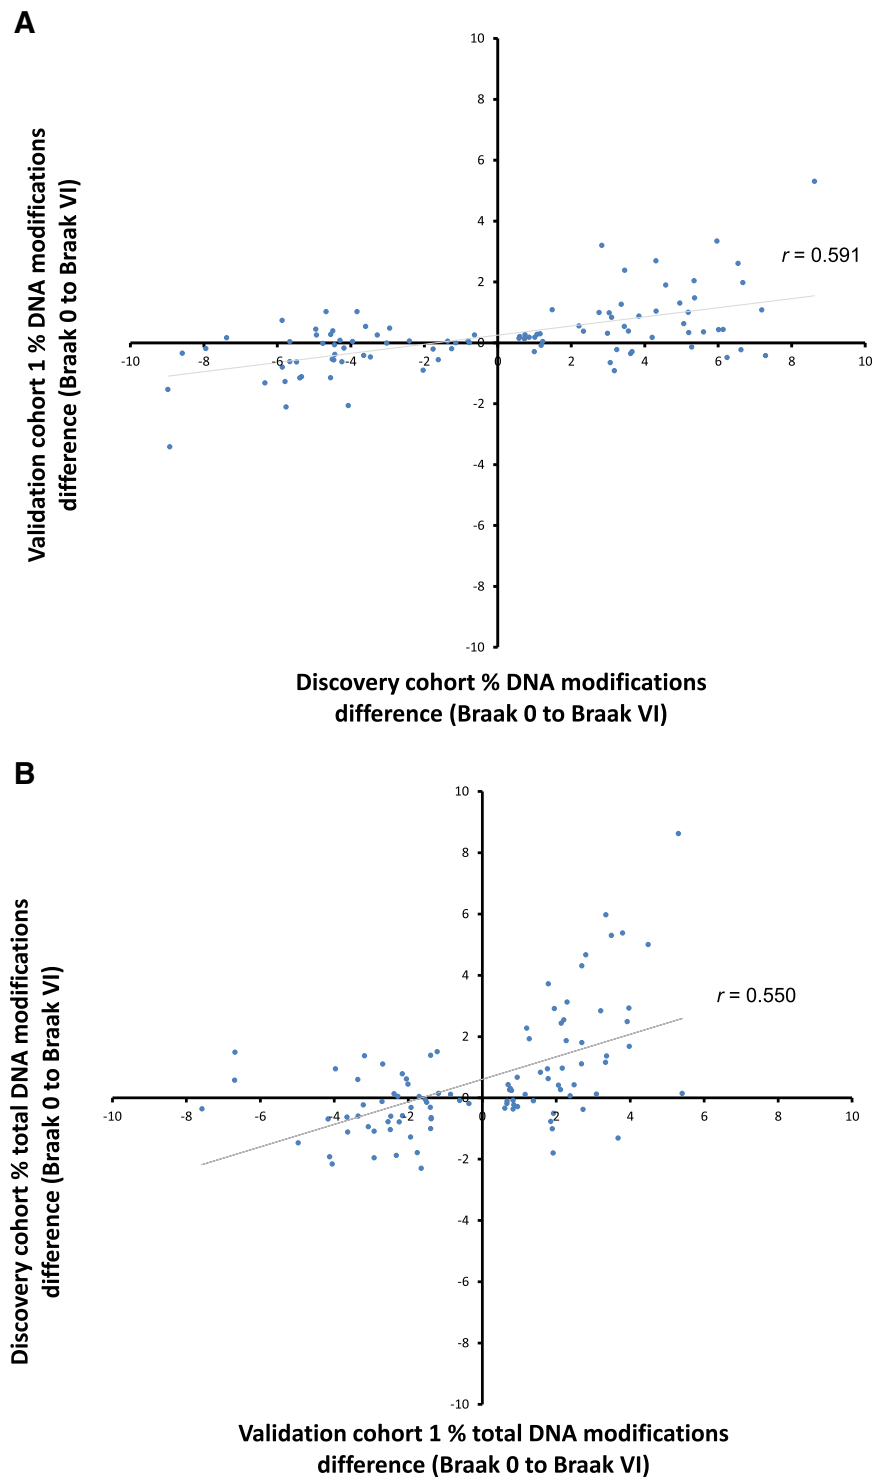 A
10
8
6
4
2
0
-2
-4
-6
-8
-10
-10 -8 -6 -4 -2 0 2 4 6 8 10
r = 0.591
Validation cohort 1 % DNA modifications
difference (Braak 0 to Braak VI)
Discovery cohort % DNA modifications
difference (Braak 0 to Braak VI)
B
10
8
6
4
2
0
-2
-4
-6
-8
-10
-10 -8 -6 -4 -2 0 2 4 6 8 10
r = 0.550
Discovery cohort % total DNA modifications
difference (Braak 0 to Braak VI)
Validation cohort 1 % total DNA modifications
difference (Braak 0 to Braak VI)